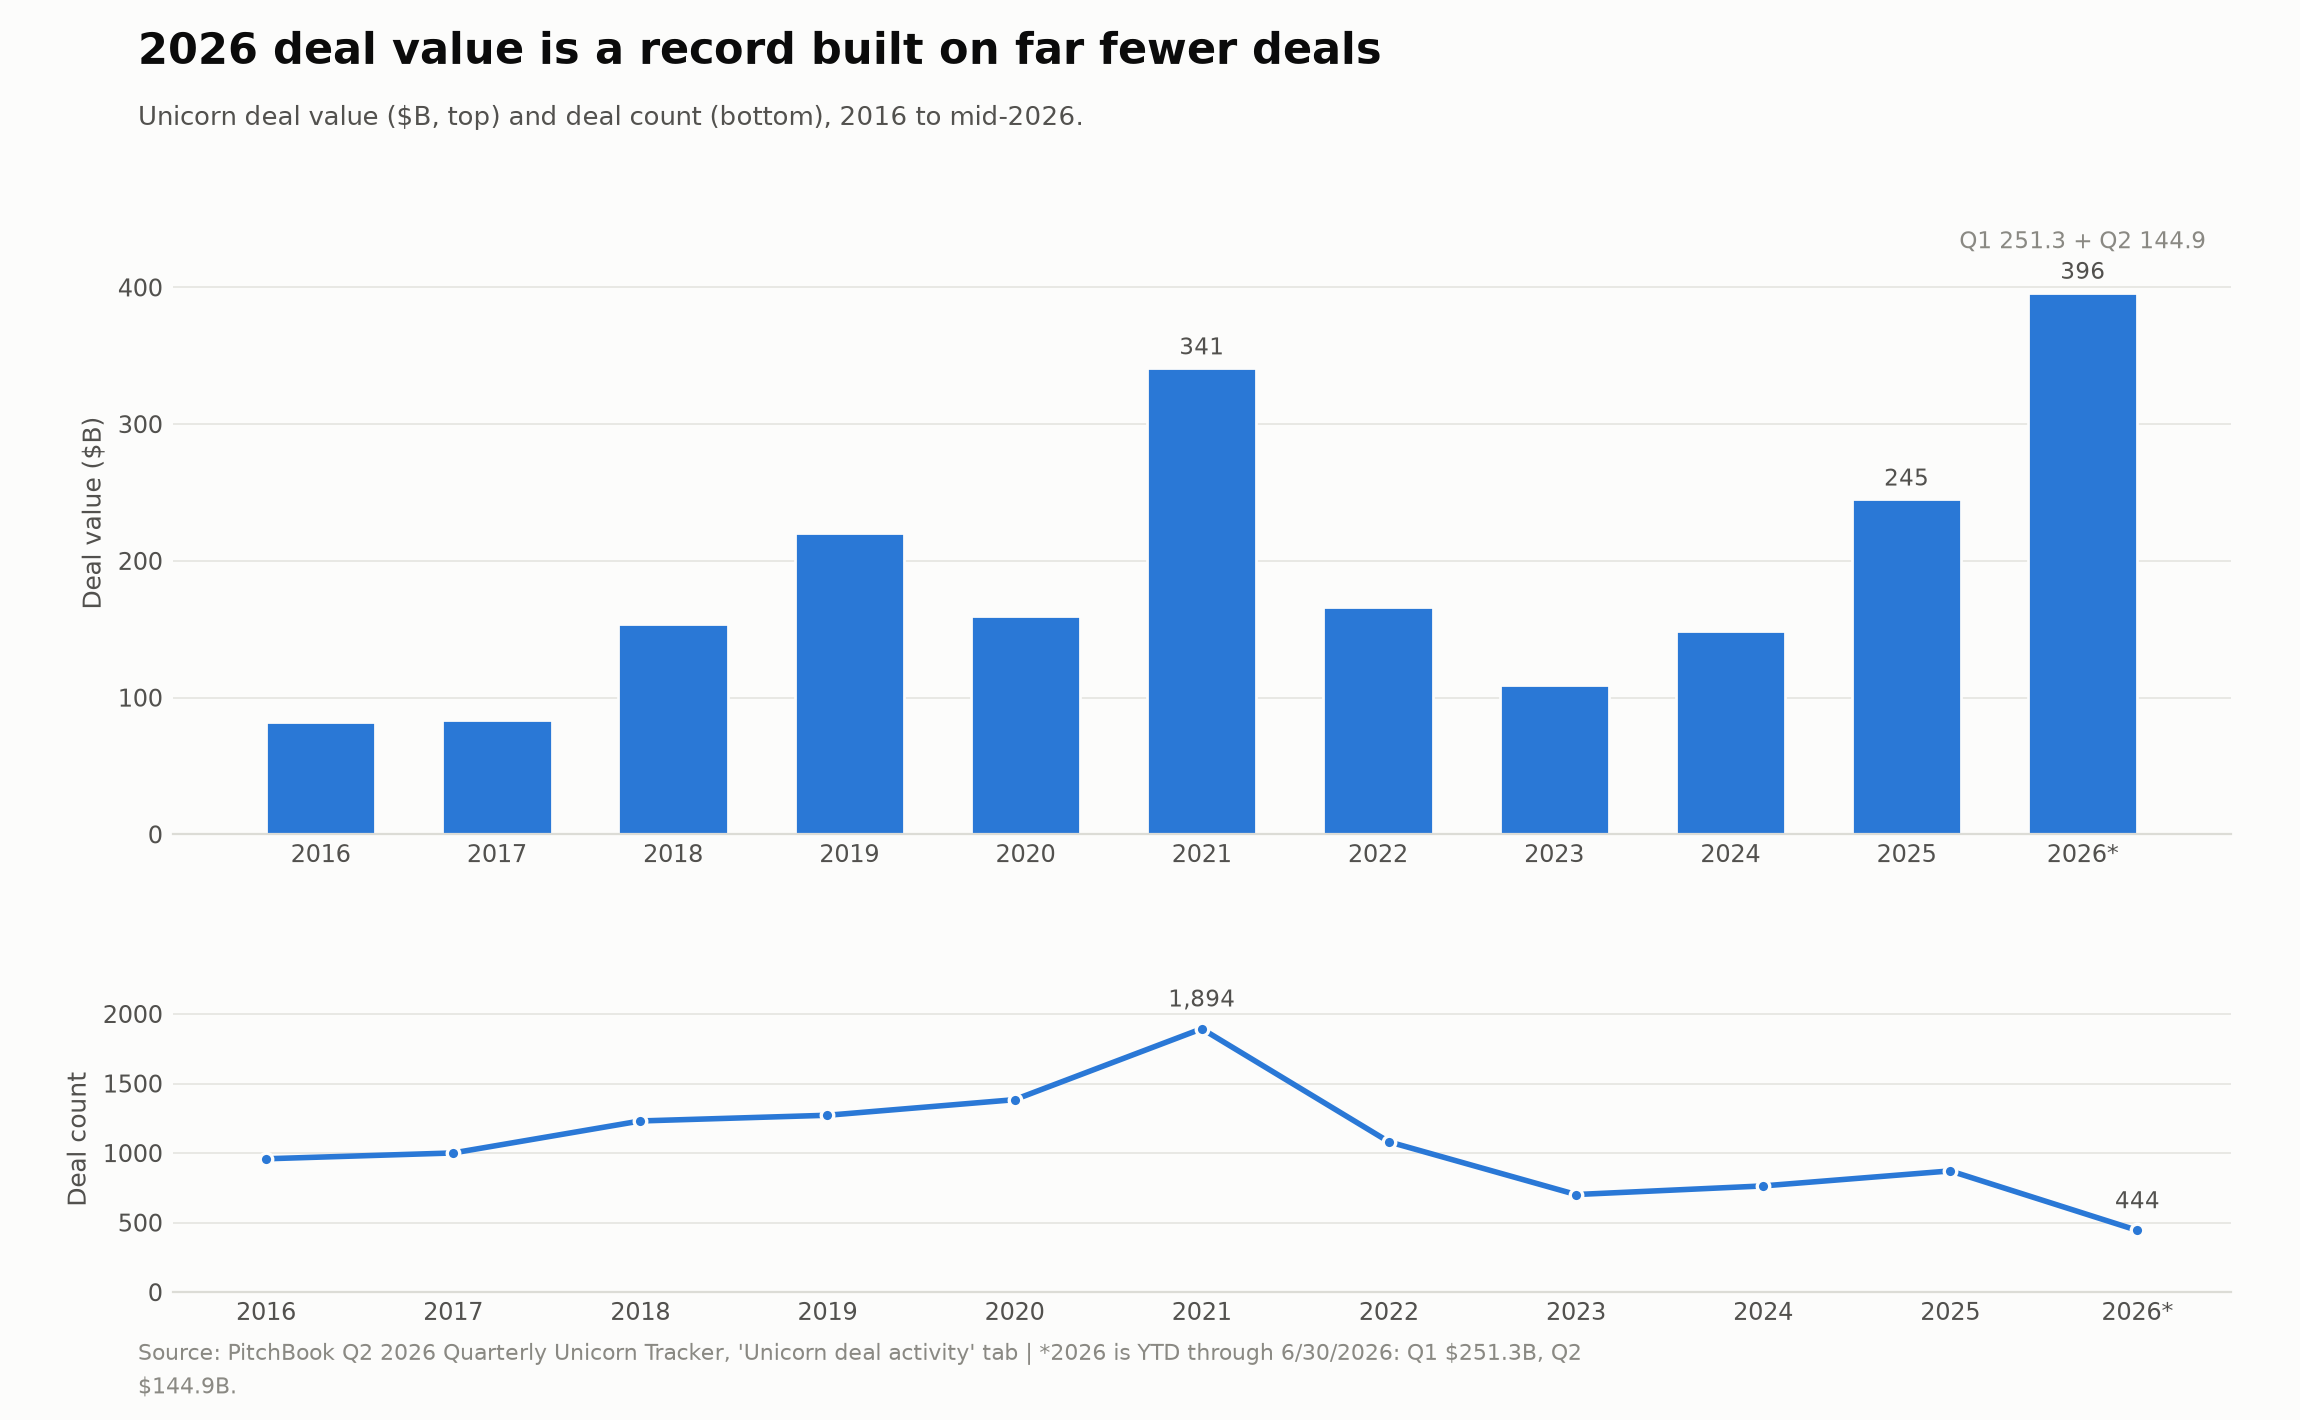 2026 deal value is a record built on far fewer deals
Unicorn deal value ($B, top) and deal count (bottom), 2016 to mid-2026.
Q1 251.3 + Q2 144.9
396
341
245
Deal value ($B)
400
300
200
100
0
2016 2017 2018 2019 2020 2021 2022 2023 2024 2025 2026*
1,894
444
Deal count
2000
1500
1000
500
0
2016 2017 2018 2019 2020 2021 2022 2023 2024 2025 2026*
Source: PitchBook Q2 2026 Quarterly Unicorn Tracker, 'Unicorn deal activity' tab | *2026 is YTD through 6/30/2026: Q1 $251.3B, Q2
$144.9B.